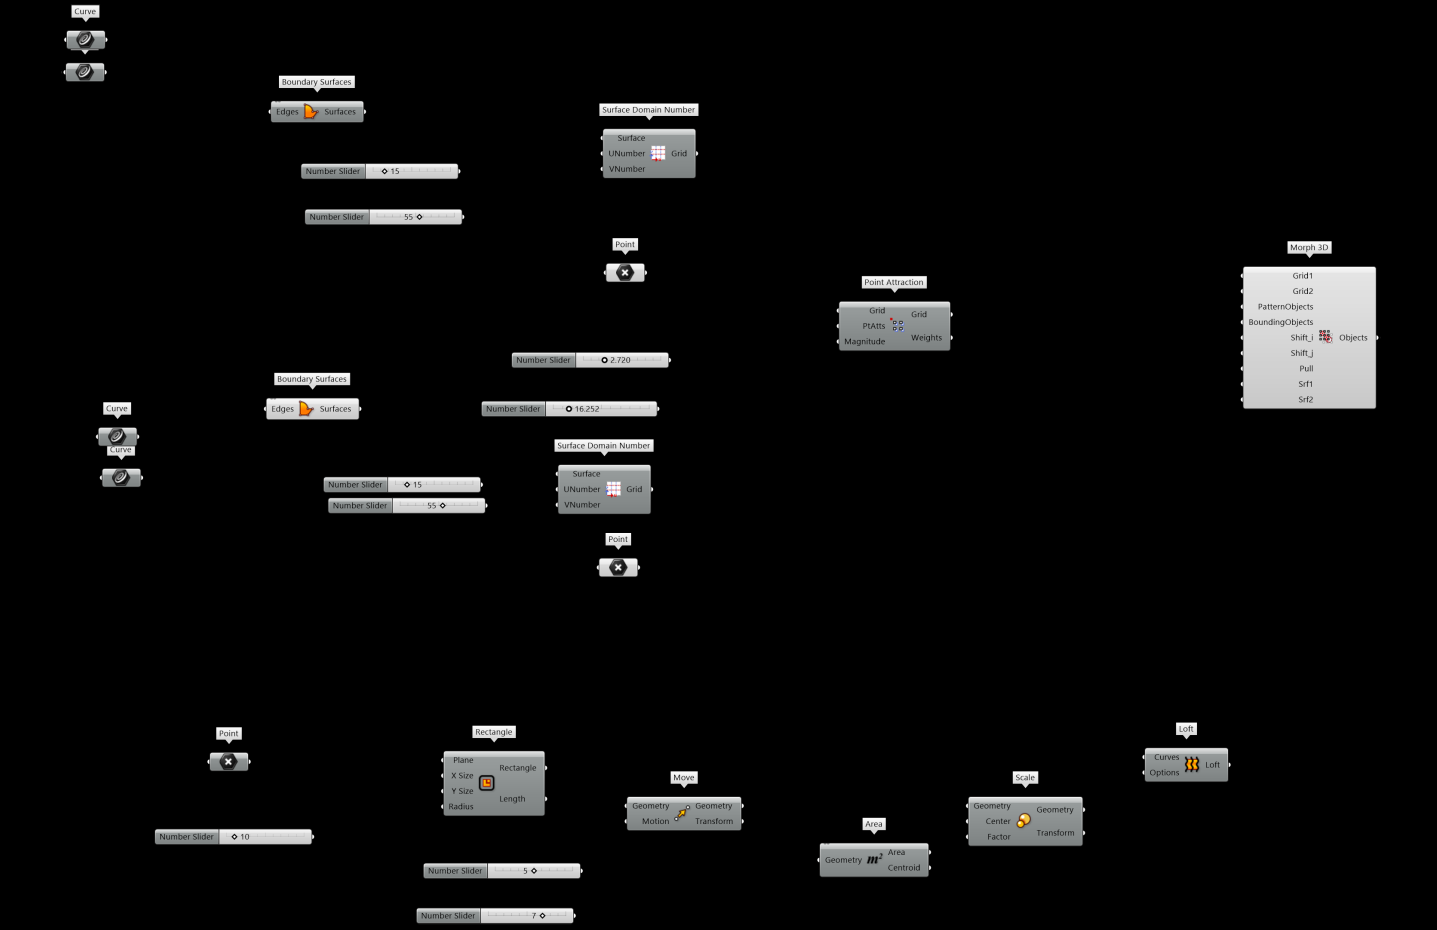 Curve
Boundary Surfaces
Edges Surfaces
Surface Domain Number
Surface
UNumber Grid
VNumber
Number Slider 15
Number Slider 55
Point
Morph 3D
Grid1
Grid2
PatternObjects
BoundingObjects
Shift_i Objects
Shift_j
Pull
Srf1
Srf2
Point Attraction
Grid Grid
PtAtts
Magnitude Weights
Number Slider 2.720
Boundary Surfaces
Edges Surfaces
Number Slider 16.252
Curve
Curve
Surface Domain Number
Surface
UNumber Grid
VNumber
Number Slider 15
Number Slider 55
Point
Point
Rectangle
Plane Rectangle
X Size
Y Size Length
Radius
Loft
Curves Loft
Options
Move
Geometry Geometry
Motion Transform
Scale
Geometry Geometry
Center
Factor Transform
Area
Geometry m² Area
Centroid
Number Slider 10
Number Slider 5
Number Slider 7